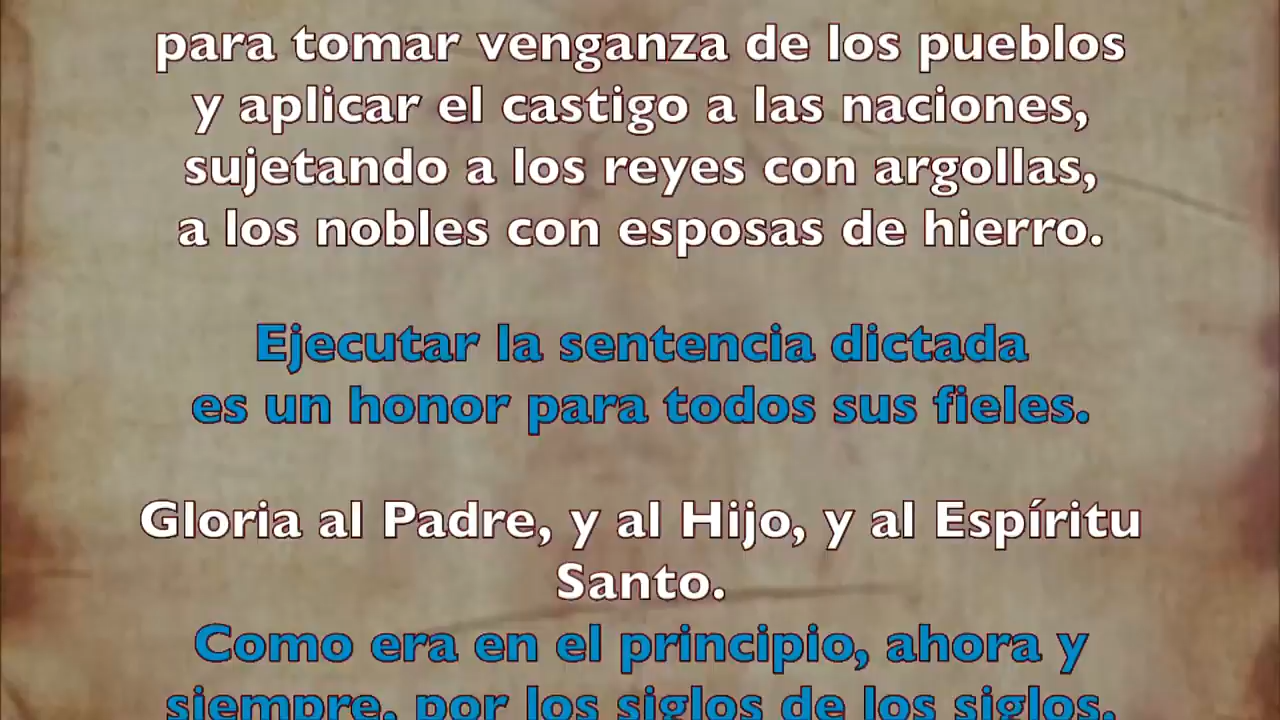 para tomar venganza de los pueblos
y aplicar el castigo a las naciones,
sujetando a los reyes con argollas,
a los nobles con esposas de hierro.
Ejecutar la sentencia dictada
es un honor para todos sus fieles.
Gloria al Padre, y al Hijo, y al Espíritu
Santo.
Como era en el principio, ahora y
siempre, por los siglos de los siglos.